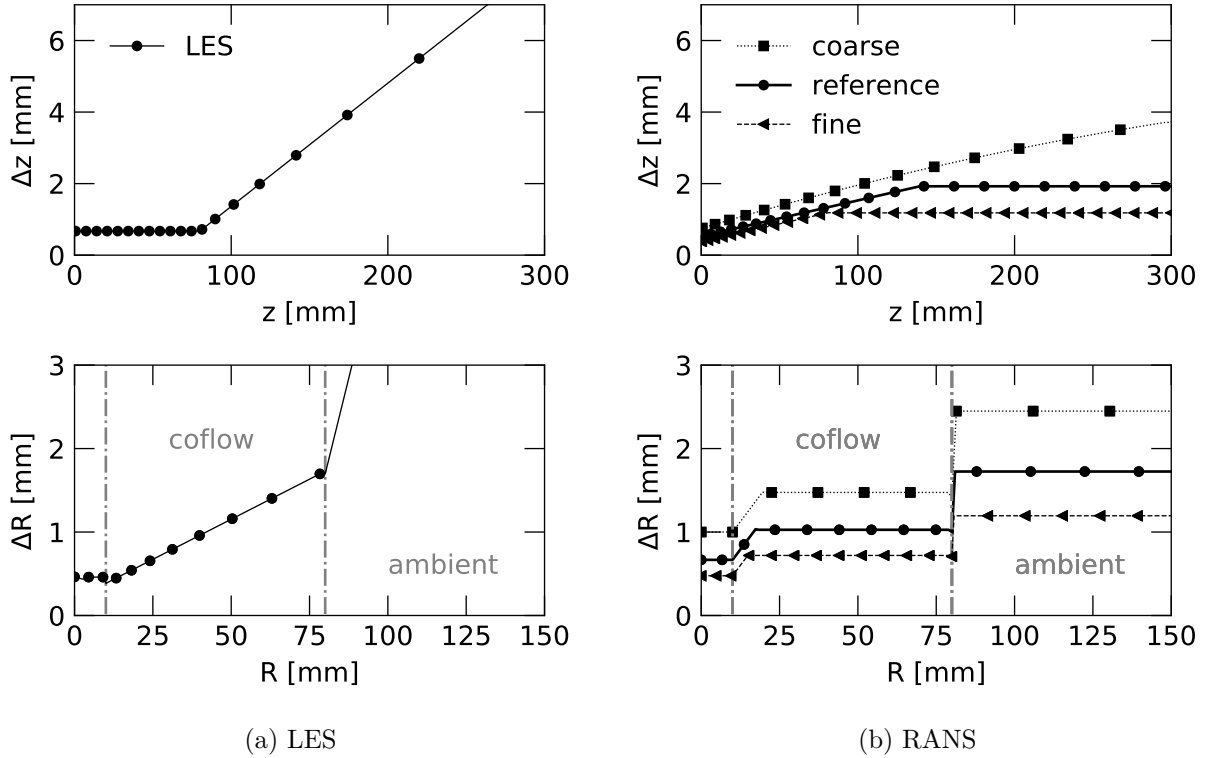 6
4
2
0
Δz [mm]
LES
0 100 200 300
z [mm]
6
4
2
0
Δz [mm]
coarse
reference
fine
0 100 200 300
z [mm]
3
2
1
0
ΔR [mm]
coflow
ambient
0 25 50 75 100 125 150
R [mm]
3
2
1
0
ΔR [mm]
coflow
ambient
0 25 50 75 100 125 150
R [mm]
(a) LES
(b) RANS